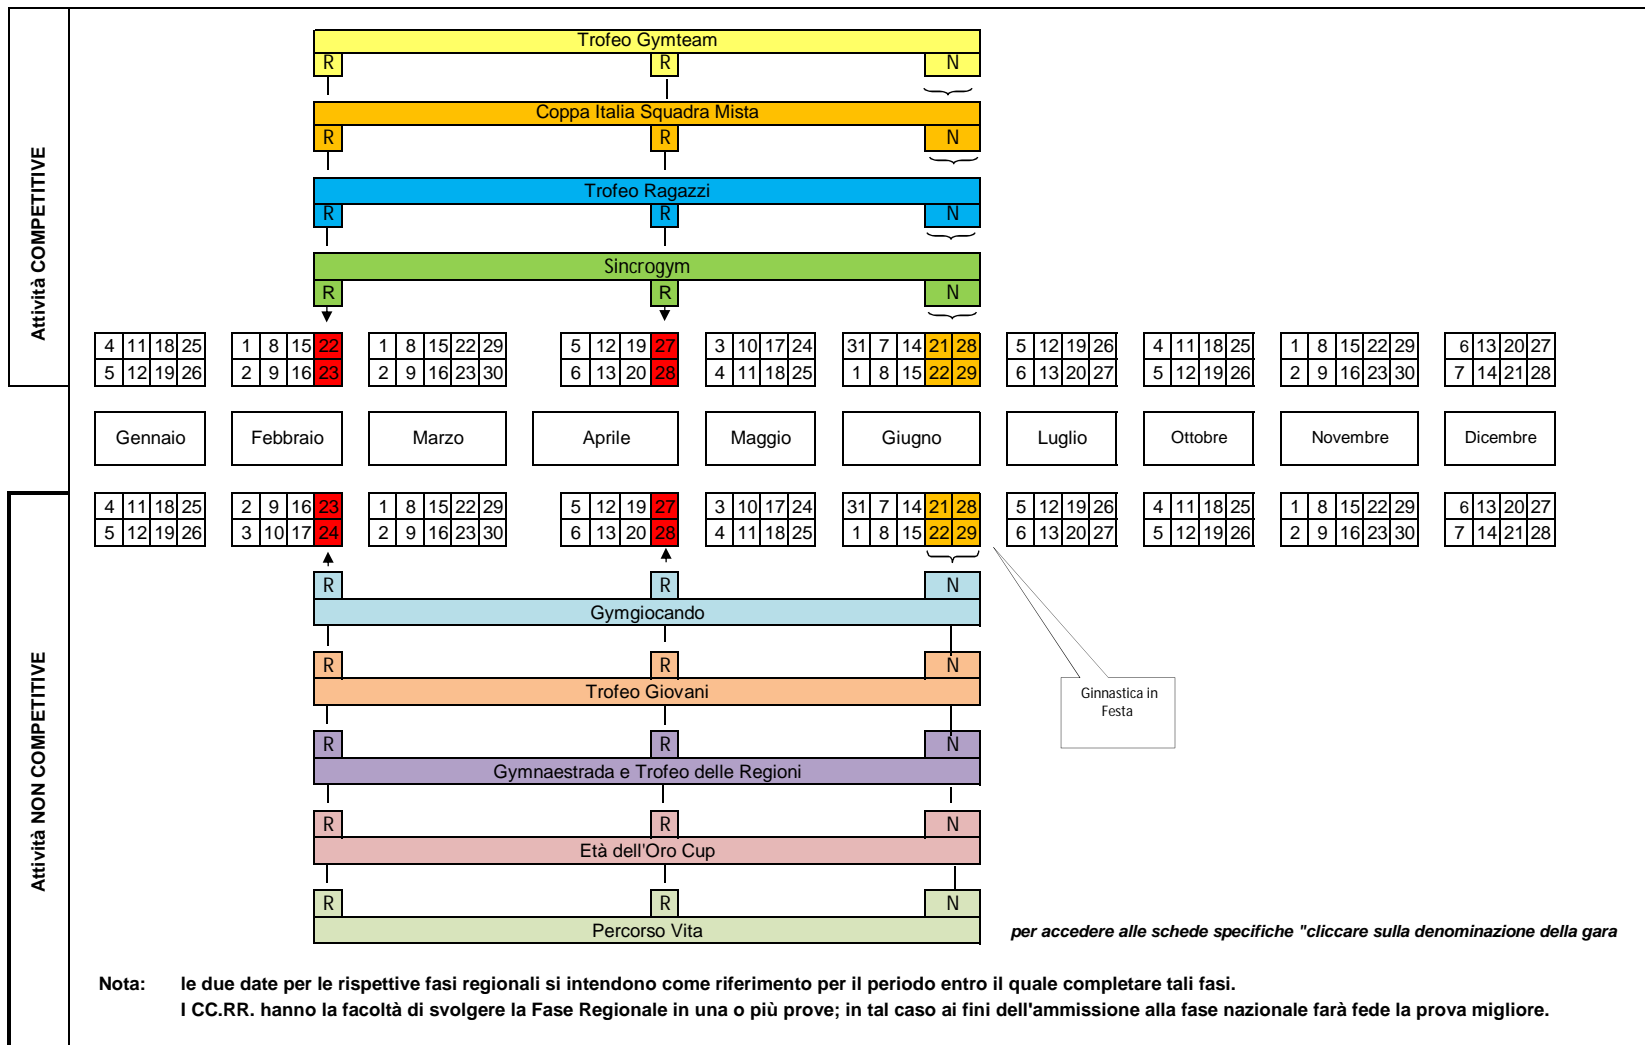 Attività COMPETITIVE
Trofeo Gymteam
R R N
Coppa Italia Squadra Mista
R R N
Trofeo Ragazzi
R R N
Sincrogym
R R N
4 11 18 25 1 8 15 22 1 8 15 22 29 5 12 19 27 3 10 17 24 31 7 14 21 28 5 12 19 26 4 11 18 25 1 8 15 22 29 6 13 20 27
5 12 19 26 2 9 16 23 2 9 16 23 30 6 13 20 28 4 11 18 25 1 8 15 22 29 6 13 20 27 5 12 19 26 2 9 16 23 30 7 14 21 28
Gennaio Febbraio Marzo Aprile Maggio Giugno Luglio Ottobre Novembre Dicembre
Attività NON COMPETITIVE
4 11 18 25 2 9 16 23 1 8 15 22 29 5 12 19 27 3 10 17 24 31 7 14 21 28 5 12 19 26 4 11 18 25 1 8 15 22 29 6 13 20 27
5 12 19 26 3 10 17 24 2 9 16 23 30 6 13 20 28 4 11 18 25 1 8 15 22 29 6 13 20 27 5 12 19 26 2 9 16 23 30 7 14 21 28
R R N
Gymgiocando
R R N
Trofeo Giovani
Ginnastica in
Festa
R R N
Gymnaestrada e Trofeo delle Regioni
R R N
Età dell'Oro Cup
R R N
Percorso Vita
per accedere alle schede specifiche "cliccare sulla denominazione della gara
Nota: le due date per le rispettive fasi regionali si intendono come riferimento per il periodo entro il quale completare tali fasi.
I CC.RR. hanno la facoltà di svolgere la Fase Regionale in una o più prove; in tal caso ai fini dell'ammissione alla fase nazionale farà fede la prova migliore.